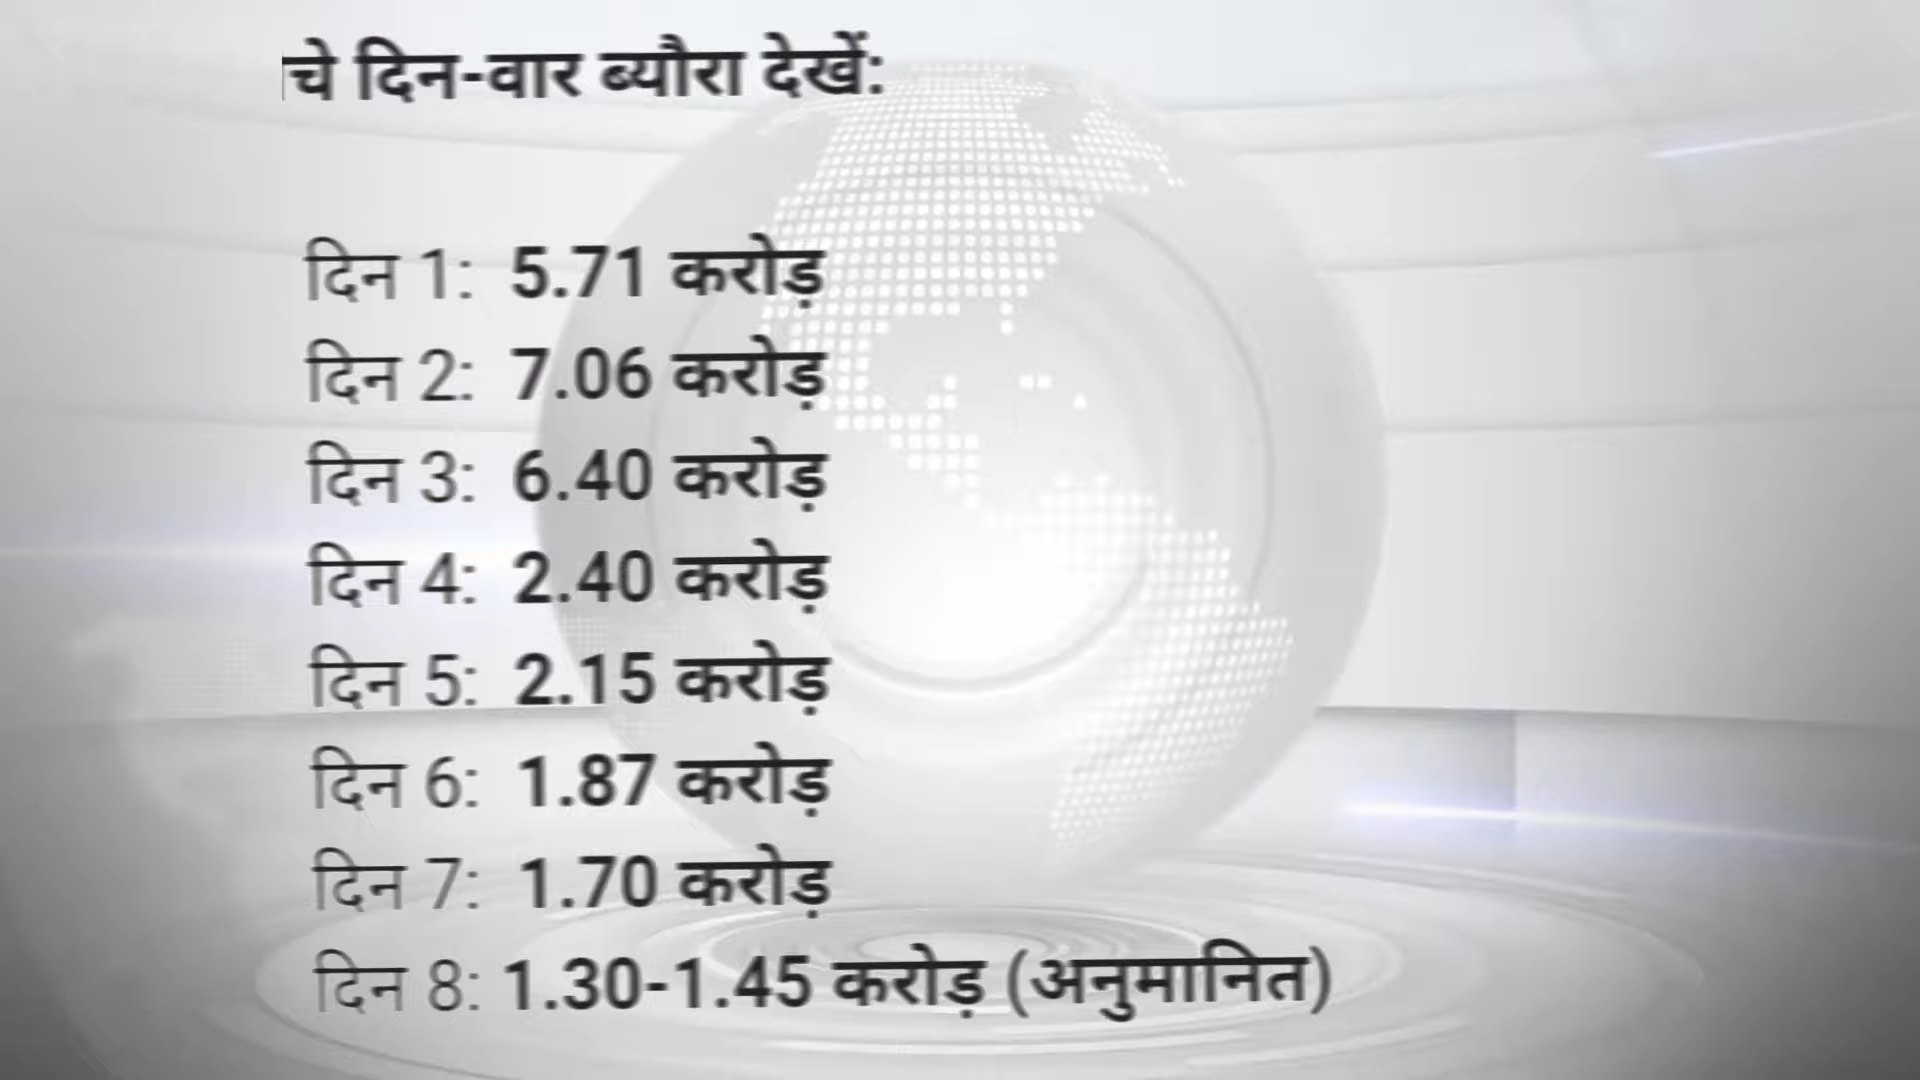 चे दिन-वार ब्यौरा देखें:
दिन 1: 5.71 करोड़
दिन 2: 7.06 करोड़
दिन 3: 6.40 करोड़
दिन 4: 2.40 करोड़
दिन 5: 2.15 करोड़
दिन 6: 1.87 करोड़
दिन 7: 1.70 करोड़
दिन 8: 1.30-1.45 करोड़ (अनुमानित)